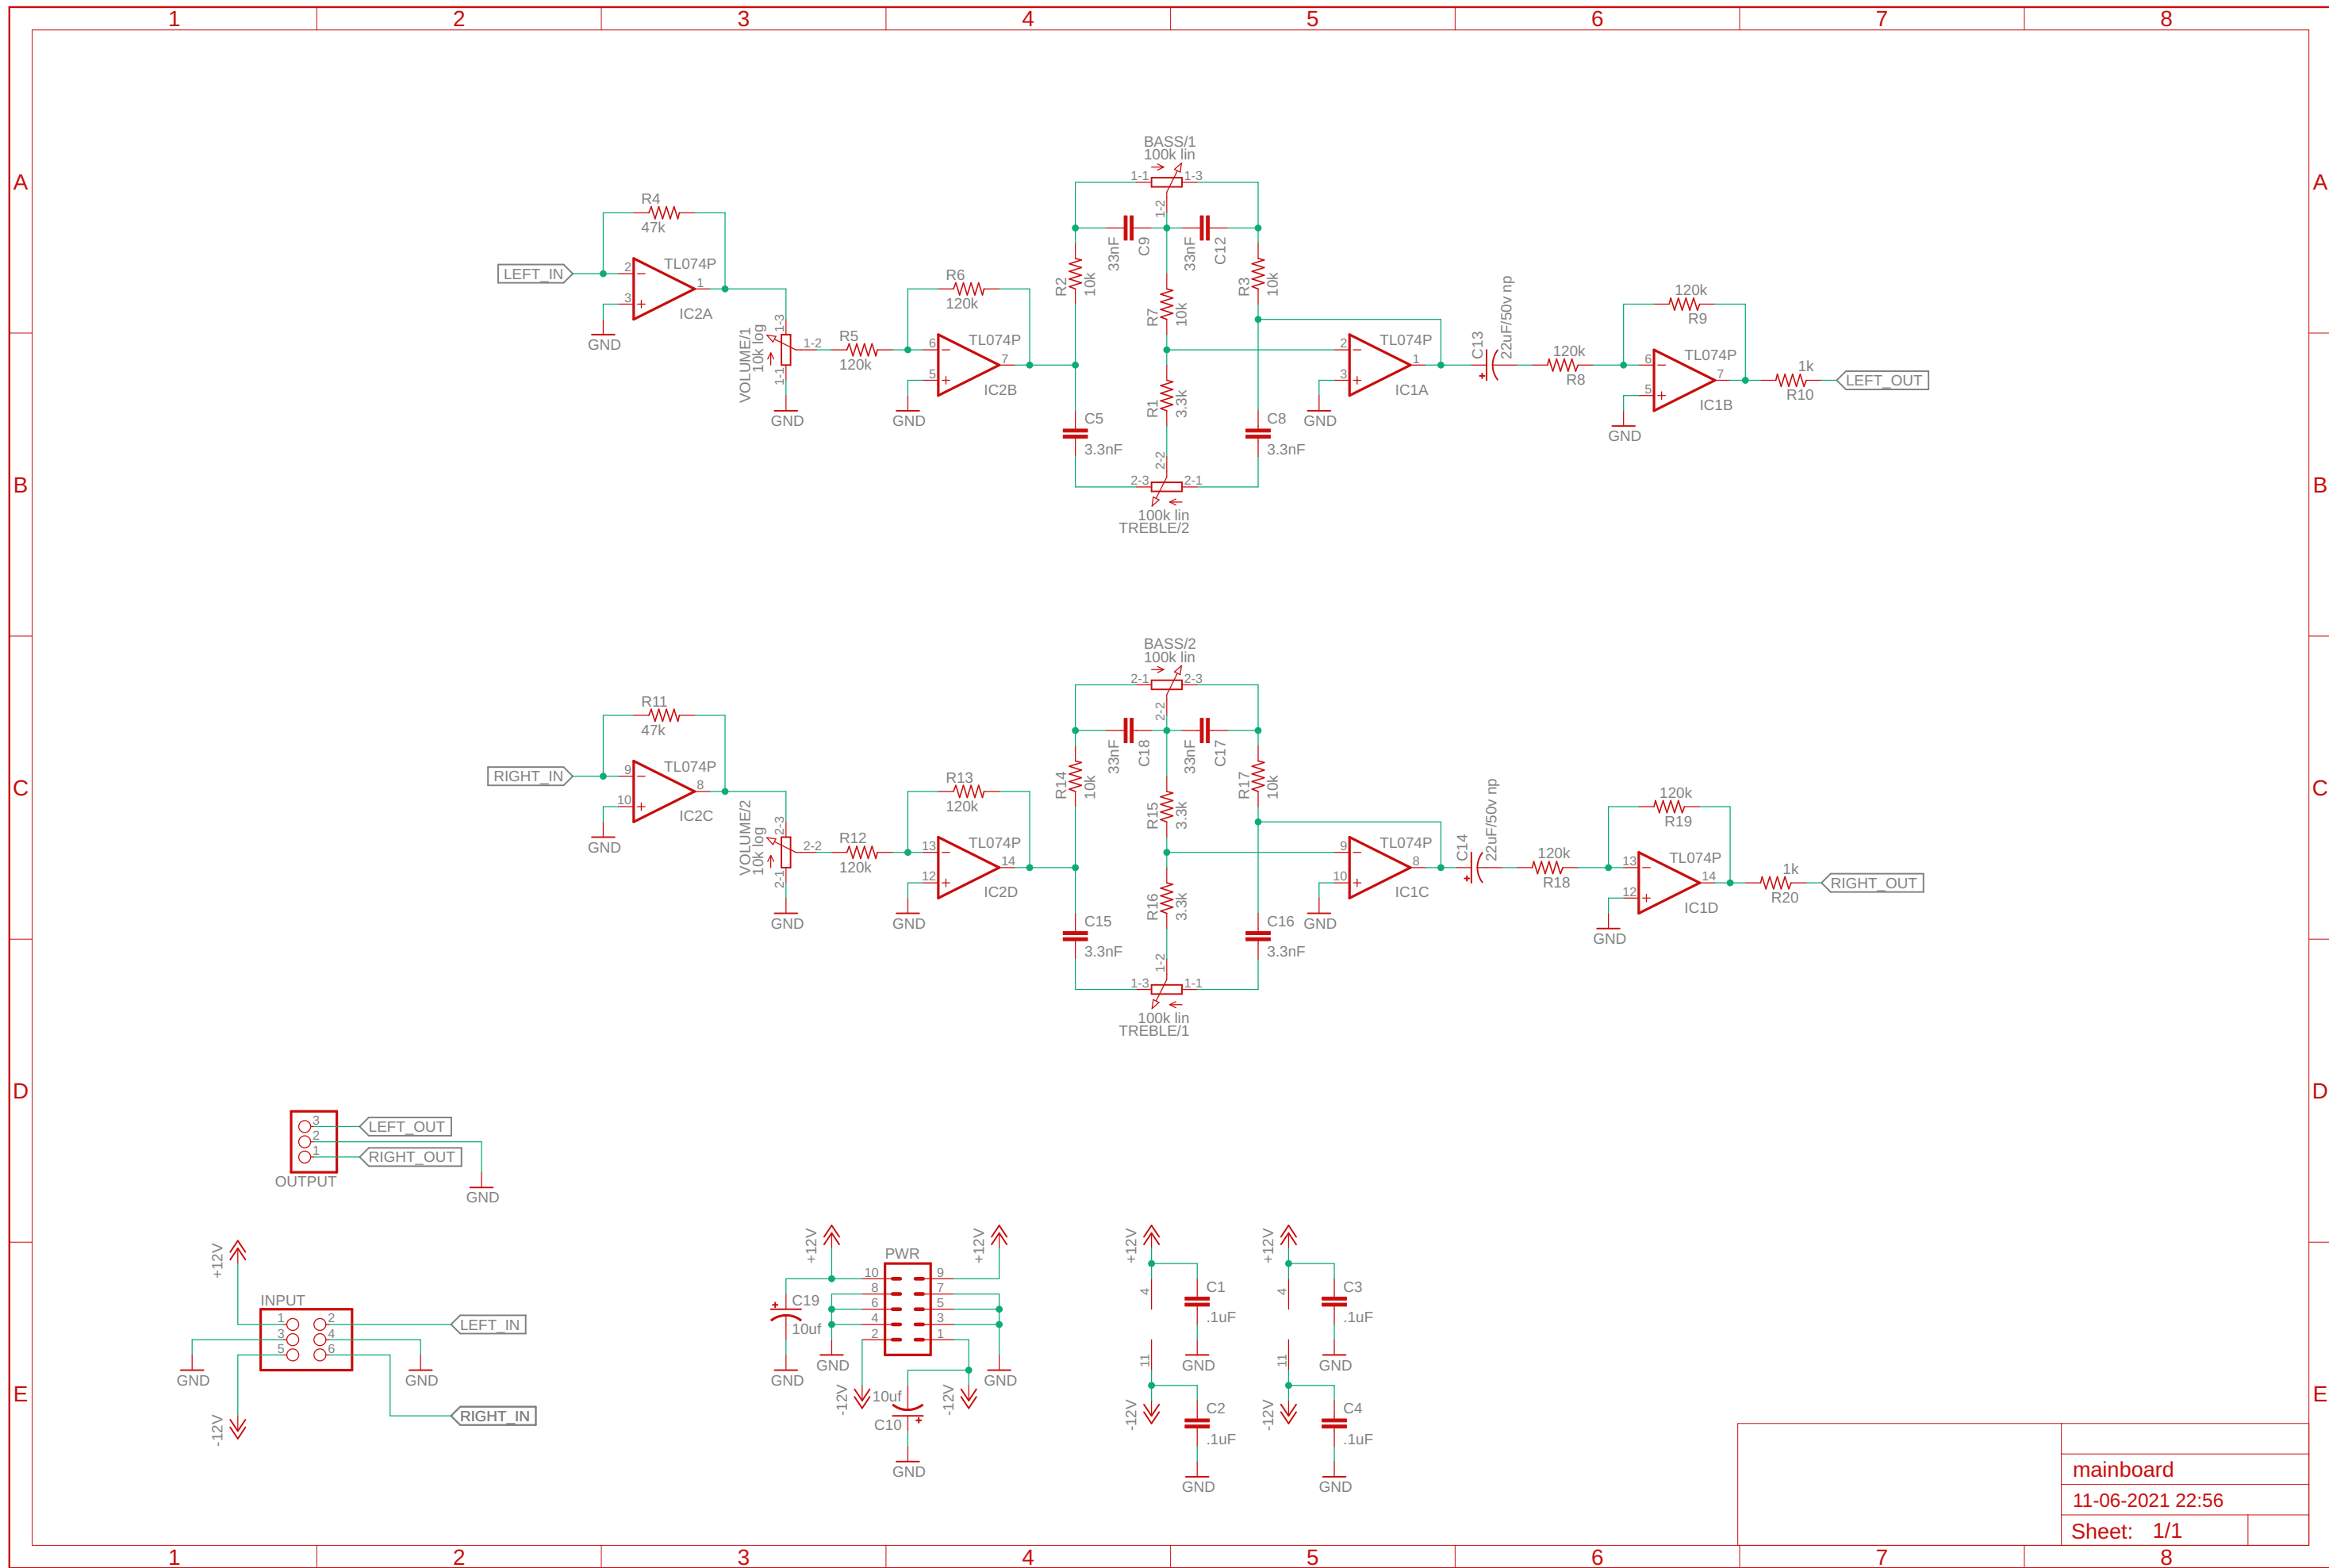 1 2 3 4 5 6 7 8
A
A
BASS/1
100k lin
1-1
1-3
1-2
R4
47k
LEFT_IN
2
3
TL074P
1
IC2A
GND
VOLUME/1
10k log
1-3
1-2
1-1
GND
R5
120k
R6
120k
6
5
TL074P
7
IC2B
GND
33nF
C9
33nF
C12
R2
10k
R3
10k
R7
10k
R1
3.3k
C5
3.3nF
C8
3.3nF
2-2
2-3
2-1
100k lin
TREBLE/2
2
3
TL074P
1
IC1A
GND
C13
22uF/50v np
120k
R8
120k
R9
6
5
TL074P
7
IC1B
GND
1k
R10
LEFT_OUT
B
B
BASS/2
100k lin
2-1
2-3
2-2
R11
47k
RIGHT_IN
9
10
TL074P
8
IC2C
GND
VOLUME/2
10k log
2-3
2-2
2-1
GND
R12
120k
R13
120k
13
12
TL074P
14
IC2D
GND
33nF
C18
33nF
C17
R14
10k
R17
10k
R15
3.3k
R16
3.3k
C15
3.3nF
C16
3.3nF
1-2
1-3
1-1
100k lin
TREBLE/1
9
10
TL074P
8
IC1C
GND
C14
22uF/50v np
120k
R18
120k
R19
13
12
TL074P
14
IC1D
GND
1k
R20
RIGHT_OUT
C
C
D
D
3
2
1
LEFT_OUT
RIGHT_OUT
OUTPUT
GND
+12V
INPUT
1
2
3
4
5
6
LEFT_IN
GND
GND
-12V
RIGHT_IN
+12V
+12V
PWR
10
9
8
7
6
5
4
3
2
1
C19
10uf
GND
GND
GND
-12V
10uf
C10
-12V
GND
+12V
4
C1
.1uF
GND
11
-12V
C2
.1uF
GND
+12V
4
C3
.1uF
GND
11
-12V
C4
.1uF
GND
E
E
mainboard
11-06-2021 22:56
Sheet: 1/1
1 2 3 4 5 6 7 8